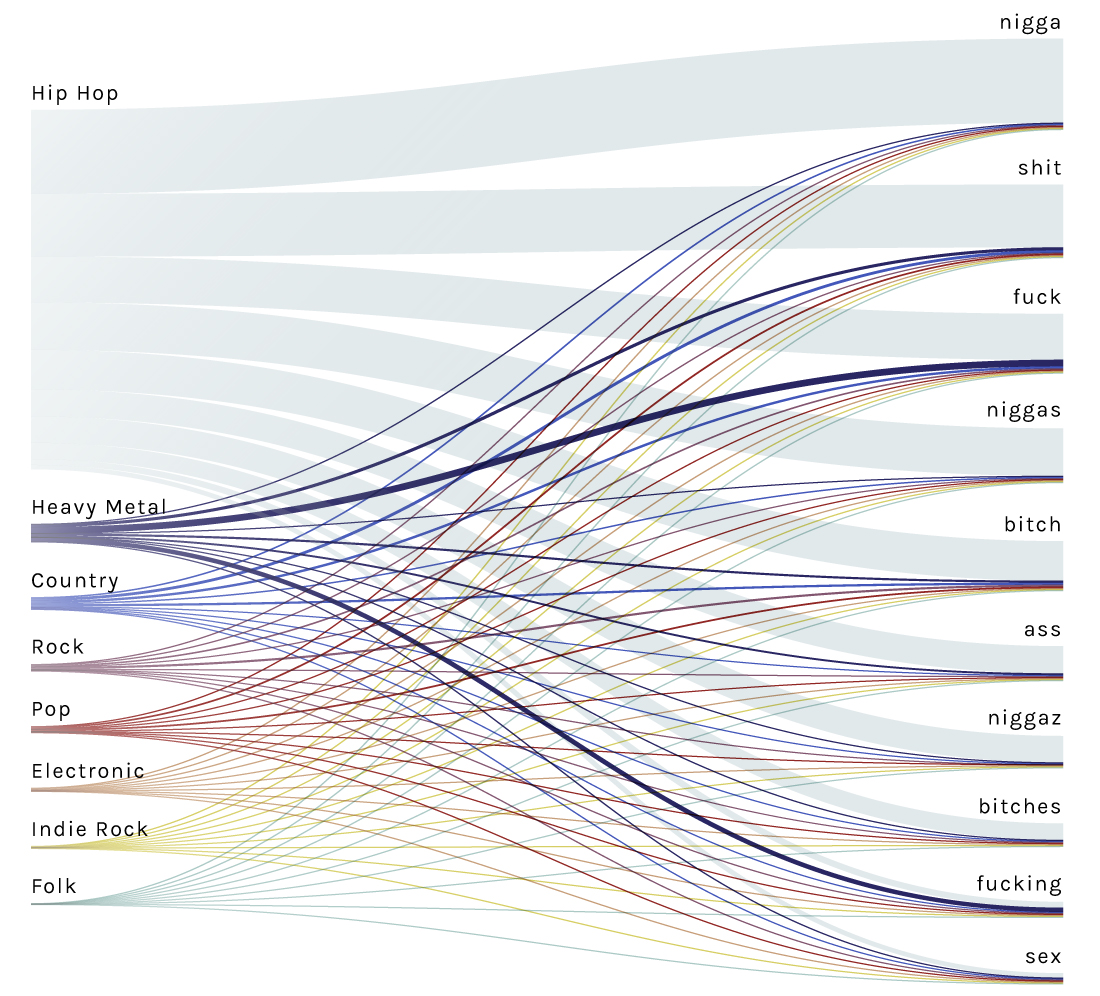 Hip Hop
Heavy Metal
Country
Rock
Pop
Electronic
Indie Rock
Folk
nigga
shit
fuck
niggas
bitch
ass
niggaz
bitches
fucking
sex